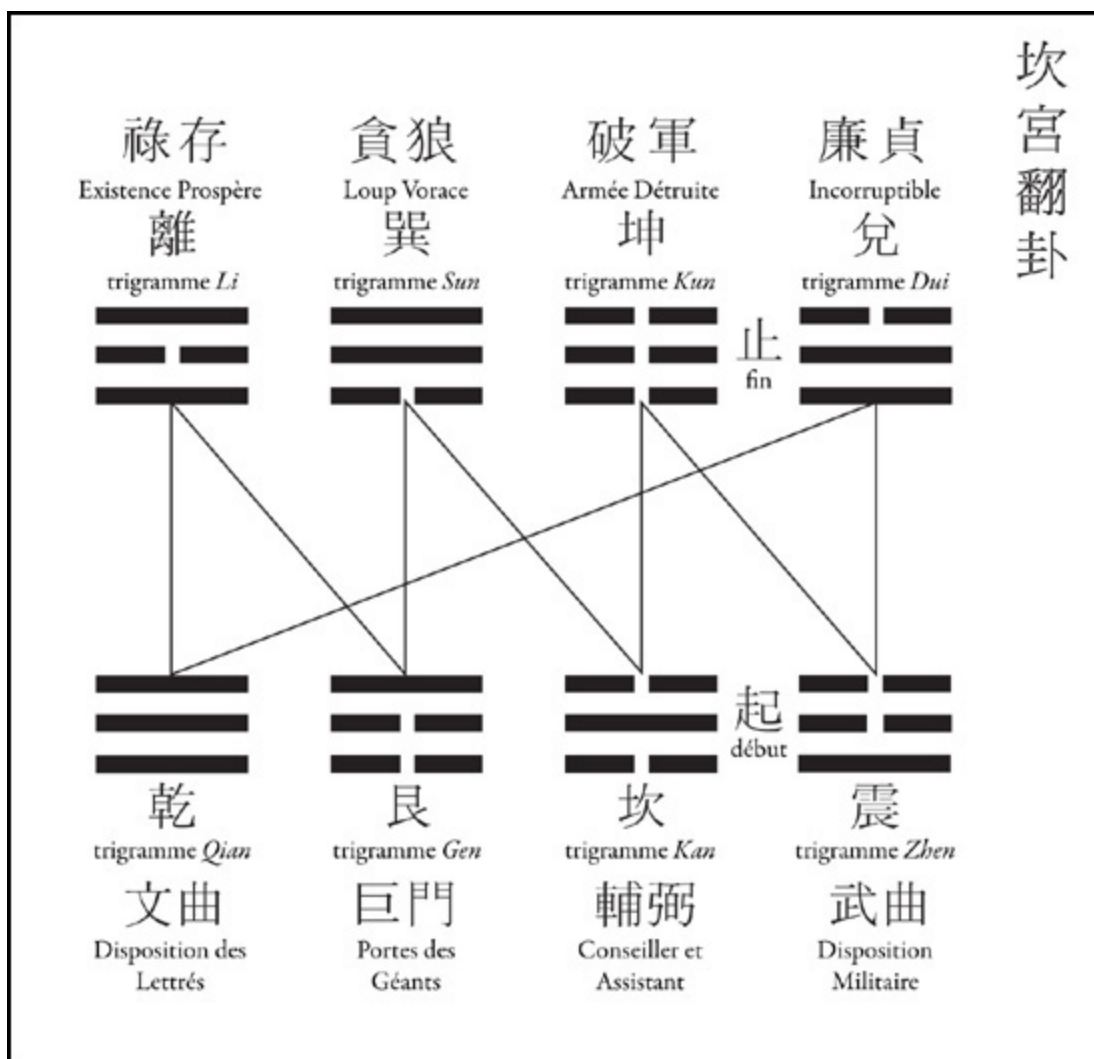 坎宮翻卦
祿存 貪狼 破軍 廉貞
Existence Prospère Loup Vorace Armée Détruite Incorruptible
離 巽 坤 兌
trigramme Li trigramme Sun trigramme Kun trigramme Dui
止
fin
起
début
乾 艮 坎 震
trigramme Qian trigramme Gen trigramme Kan trigramme Zhen
文曲 巨門 輔弼 武曲
Disposition des Portes des Conseiller et Disposition
Lettrés Géants Assistant Militaire